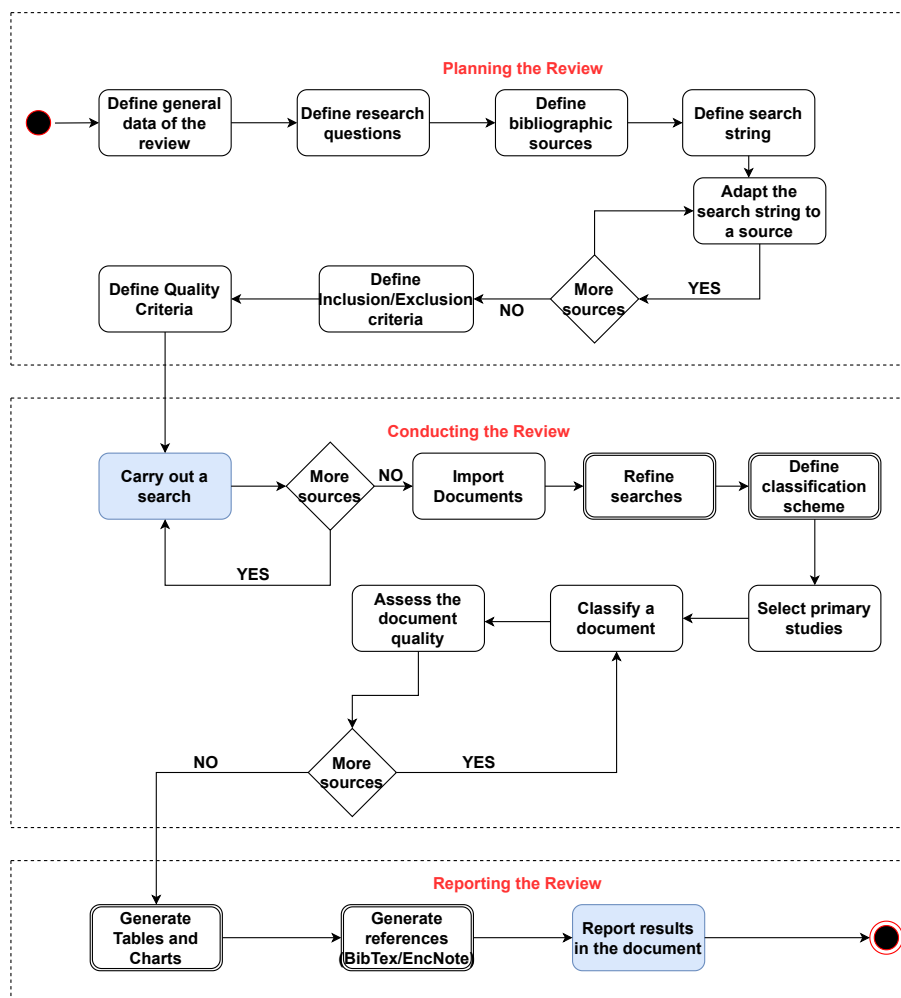 Planning the Review
Define general
data of the
review
Define research
questions
Define
bibliographic
sources
Define search
string
Adapt the
search string to
a source
YES
More
sources
NO
Define
Inclusion/Exclusion
criteria
Define Quality
Criteria
Conducting the Review
Carry out a
search
More
sources
NO
YES
Import
Documents
Refine
searches
Define
classification
scheme
Select primary
studies
Classify a
document
Assess the
document
quality
More
sources
YES
NO
Reporting the Review
Generate
Tables and
Charts
Generate
references
(BibTex/EncNote)
Report results
in the document